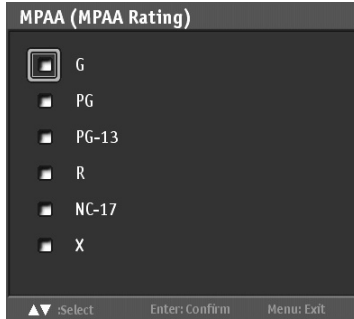 MPAA (MPAA Rating)
G
PG
PG-13
R
NC-17
X
▲▼ :Select Enter: Confirm Menu: Exit